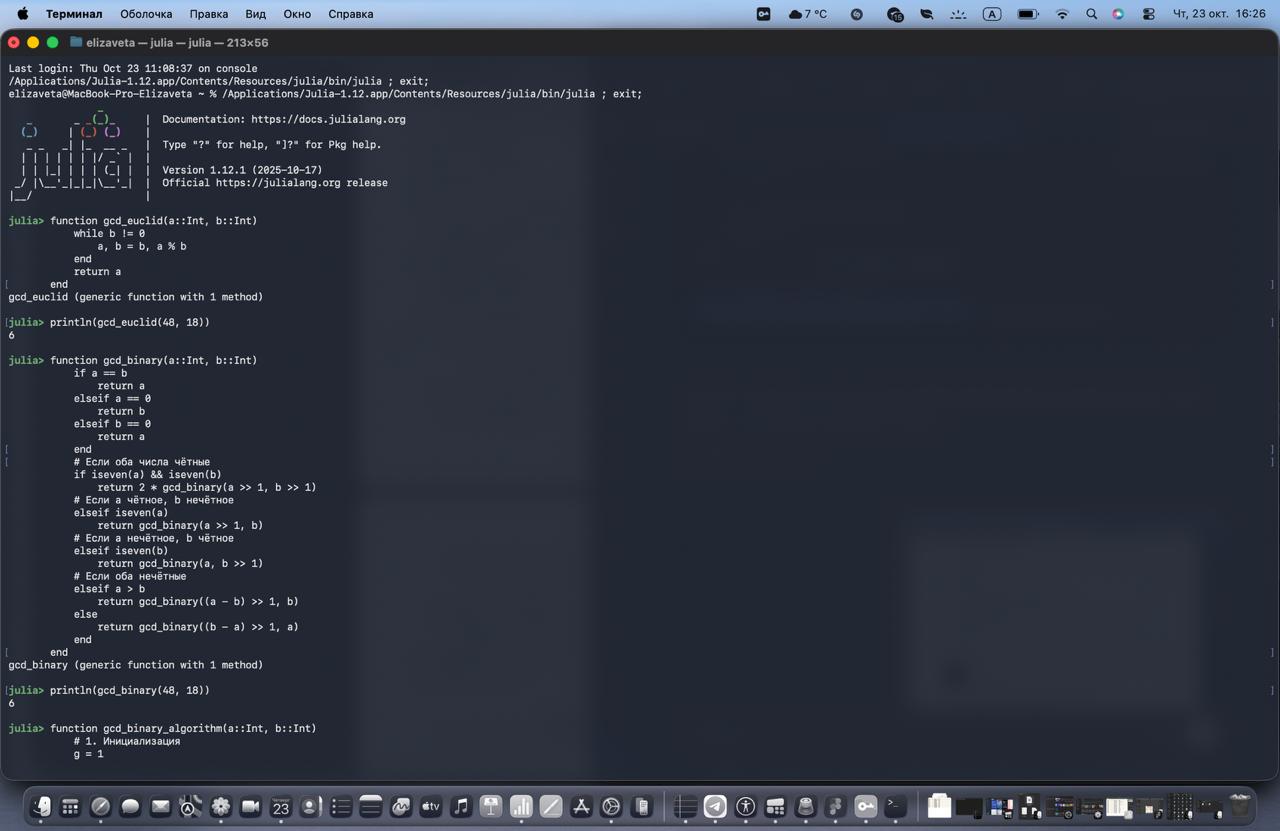 Терминал Оболочка Правка Вид Окно Справка 7 °C A Чт, 23 окт. 16:26
elizaveta — julia — julia — 213×56
Last login: Thu Oct 23 11:08:37 on console
/Applications/Julia-1.12.app/Contents/Resources/julia/bin/julia ; exit;
elizaveta@MacBook-Pro-Elizaveta ~ % /Applications/Julia-1.12.app/Contents/Resources/julia/bin/julia ; exit;
Documentation: https://docs.julialang.org
Type "?" for help, "]?" for Pkg help.
Version 1.12.1 (2025-10-17)
Official https://julialang.org release
julia> function gcd_euclid(a::Int, b::Int)
while b != 0
a, b = b, a % b
end
return a
end
gcd_euclid (generic function with 1 method)
julia> println(gcd_euclid(48, 18))
6
julia> function gcd_binary(a::Int, b::Int)
if a == b
return a
elseif a == 0
return b
elseif b == 0
return a
end
# Если оба числа чётные
if iseven(a) && iseven(b)
return 2 * gcd_binary(a >> 1, b >> 1)
# Если a чётное, b нечётное
elseif iseven(a)
return gcd_binary(a >> 1, b)
# Если a нечётное, b чётное
elseif iseven(b)
return gcd_binary(a, b >> 1)
# Если оба нечётные
elseif a > b
return gcd_binary((a - b) >> 1, b)
else
return gcd_binary((b - a) >> 1, a)
end
end
gcd_binary (generic function with 1 method)
julia> println(gcd_binary(48, 18))
6
julia> function gcd_binary_algorithm(a::Int, b::Int)
# 1. Инициализация
g = 1
23
tv